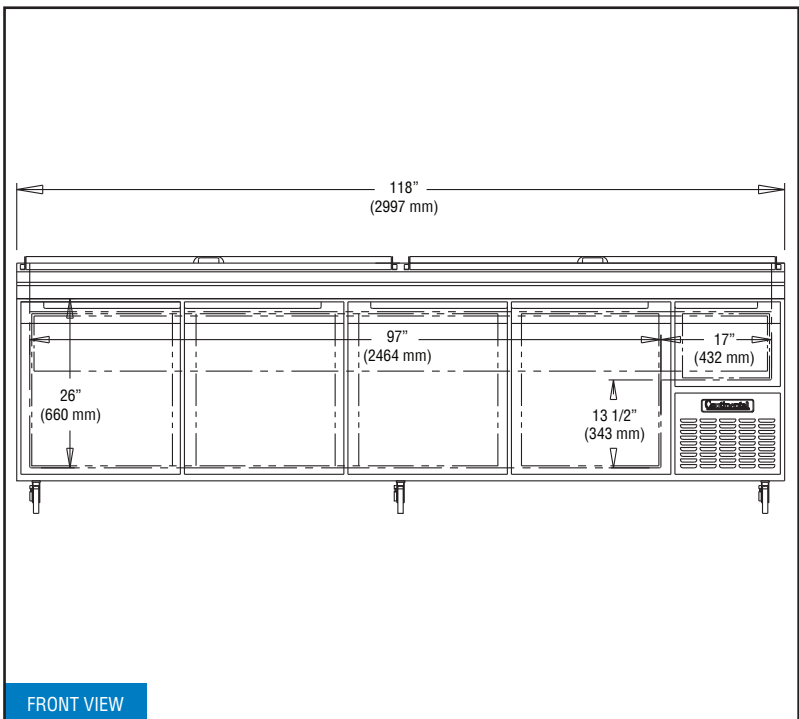 118”
(2997 mm)
97”
(2464 mm)
17”
(432 mm)
26”
(660 mm)
13 1/2”
(343 mm)
Continental
FRONT VIEW